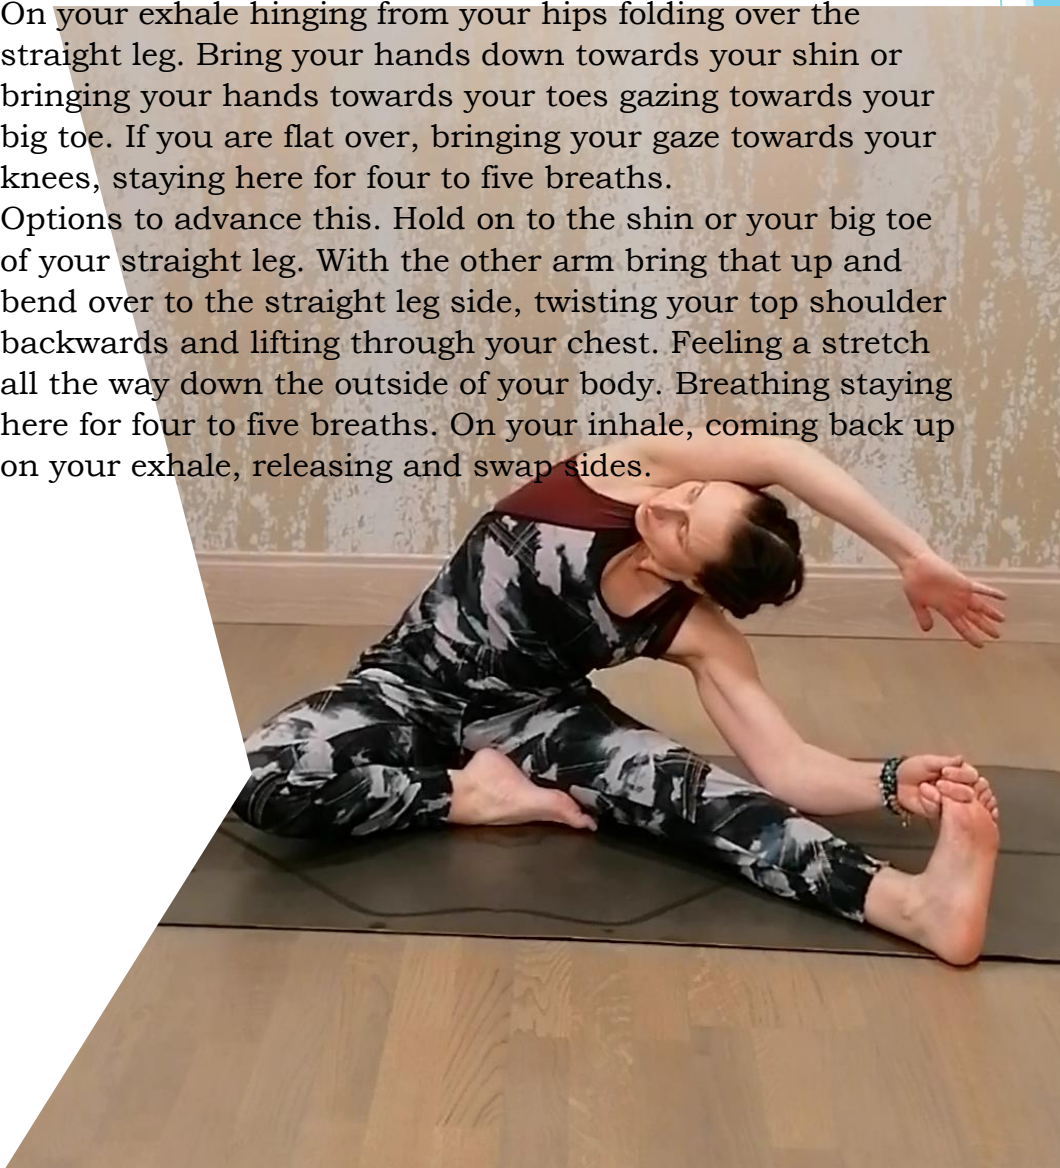 On your exhale hinging from your hips folding over the
straight leg. Bring your hands down towards your shin or
bringing your hands towards your toes gazing towards your
big toe. If you are flat over, bringing your gaze towards your
knees, staying here for four to five breaths.
Options to advance this. Hold on to the shin or your big toe
of your straight leg. With the other arm bring that up and
bend over to the straight leg side, twisting your top shoulder
backwards and lifting through your chest. Feeling a stretch
all the way down the outside of your body. Breathing staying
here for four to five breaths. On your inhale, coming back up
on your exhale, releasing and swap sides.